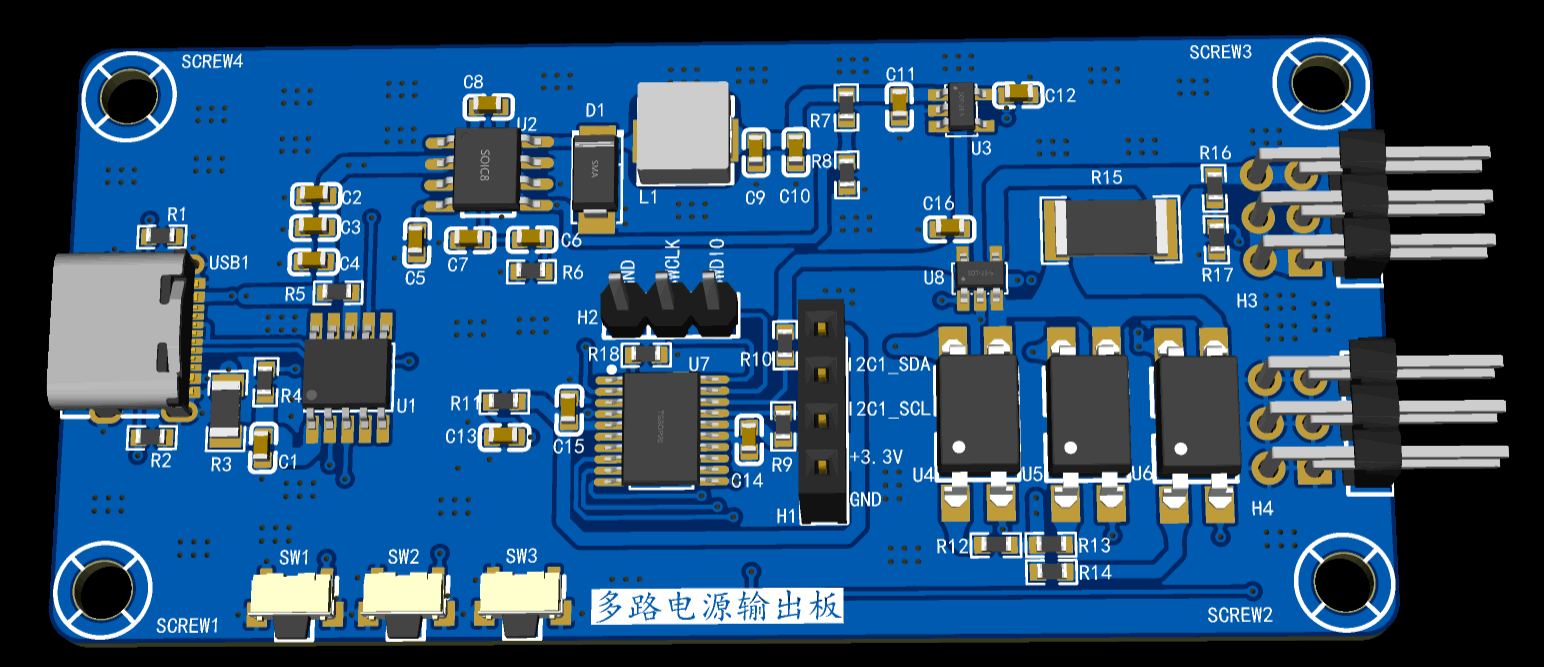 SCREW4
SCREW3
C8
D1
U2
SOIC8
SMA
L1
C9
C10
R7
R8
C11
C12
U3
R16
R15
R17
H3
C2
C3
C4
R1
USB1
R5
C5
C7
C6
R6
C16
U8
H2
R18
U7
R10
I2C1_SDA
I2C1_SCL
+3.3V
GND
H1
R4
U1
R2
R3
C1
R11
C13
C15
TSSOP20
C14
R9
U4
U5
U6
H4
R12
R13
R14
SW1
SW2
SW3
多路电源输出板
SCREW1
SCREW2